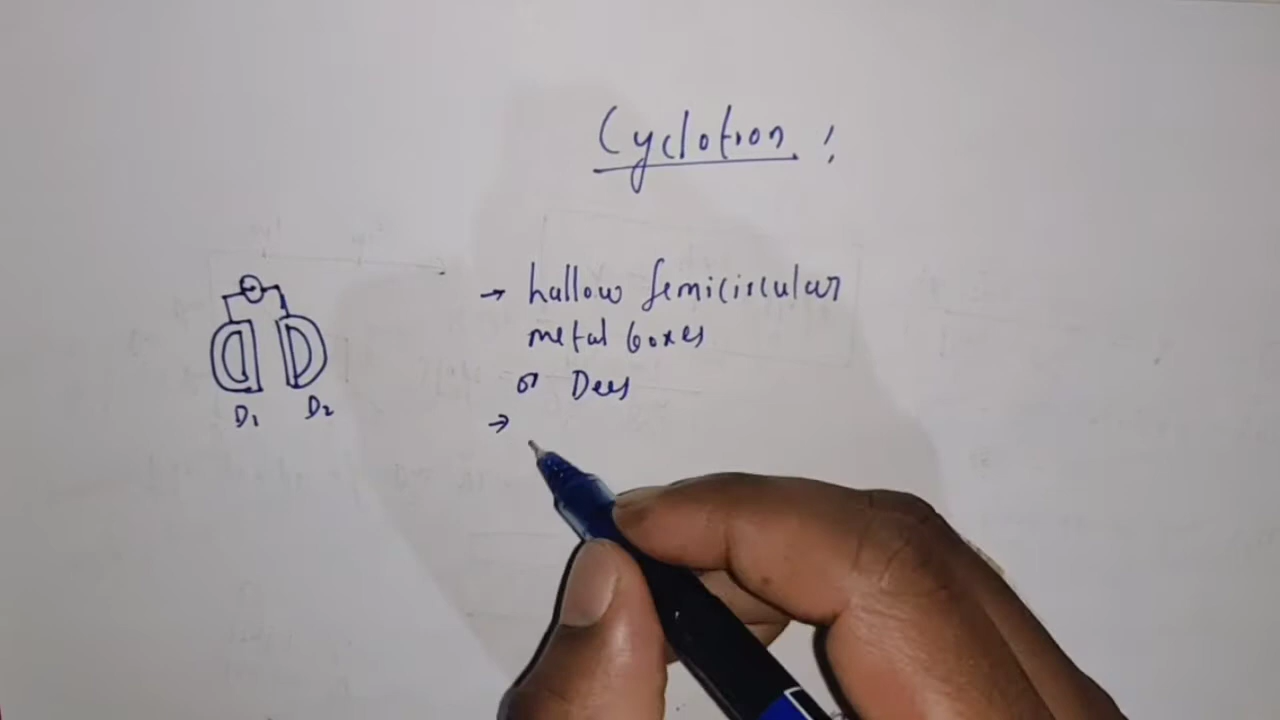 Cyclotron :
→ hallow semicircular
metal boxes
or Dees
→
D₁ D₂